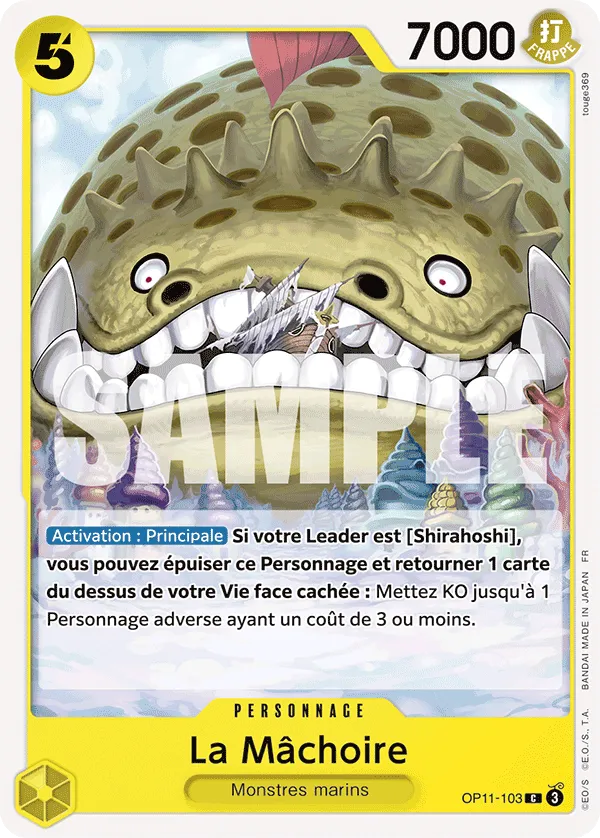 5
7000
打
FRAPPE
touge369
SAMPLE
Activation : Principale Si votre Leader est [Shirahoshi],
vous pouvez épuiser ce Personnage et retourner 1 carte
du dessus de votre Vie face cachée : Mettez KO jusqu'à 1
Personnage adverse ayant un coût de 3 ou moins.
PERSONNAGE
La Mâchoire
Monstres marins
OP11-103 C 3
©E.O/S ©E.O./S., T.A. BANDAI MADE IN JAPAN FR